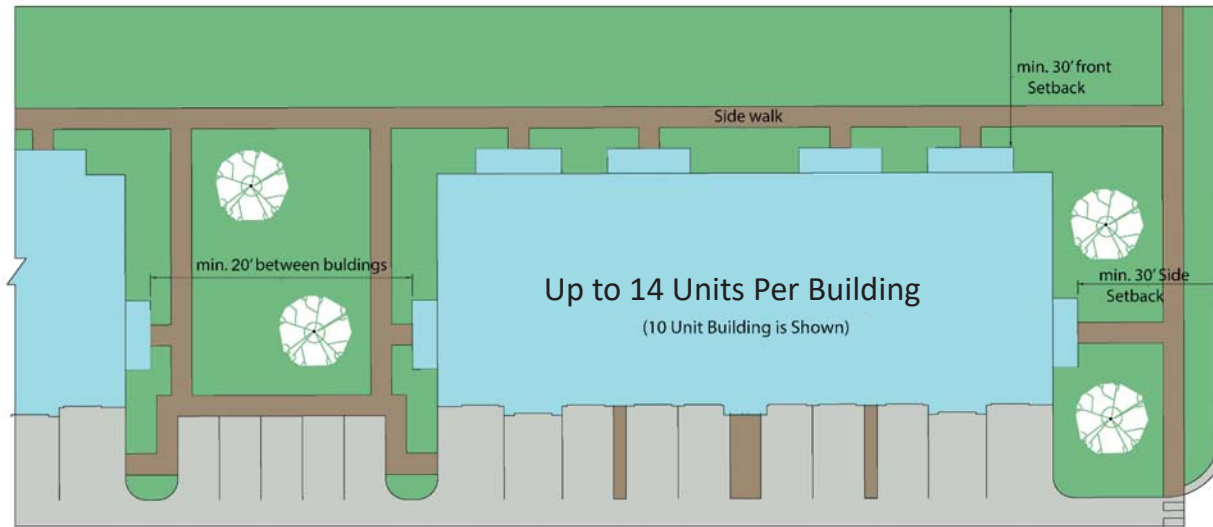 min. 30' front
Setback
Side walk
min. 20' between buldings
Up to 14 Units Per Building
(10 Unit Building is Shown)
min. 30' Side
Setback